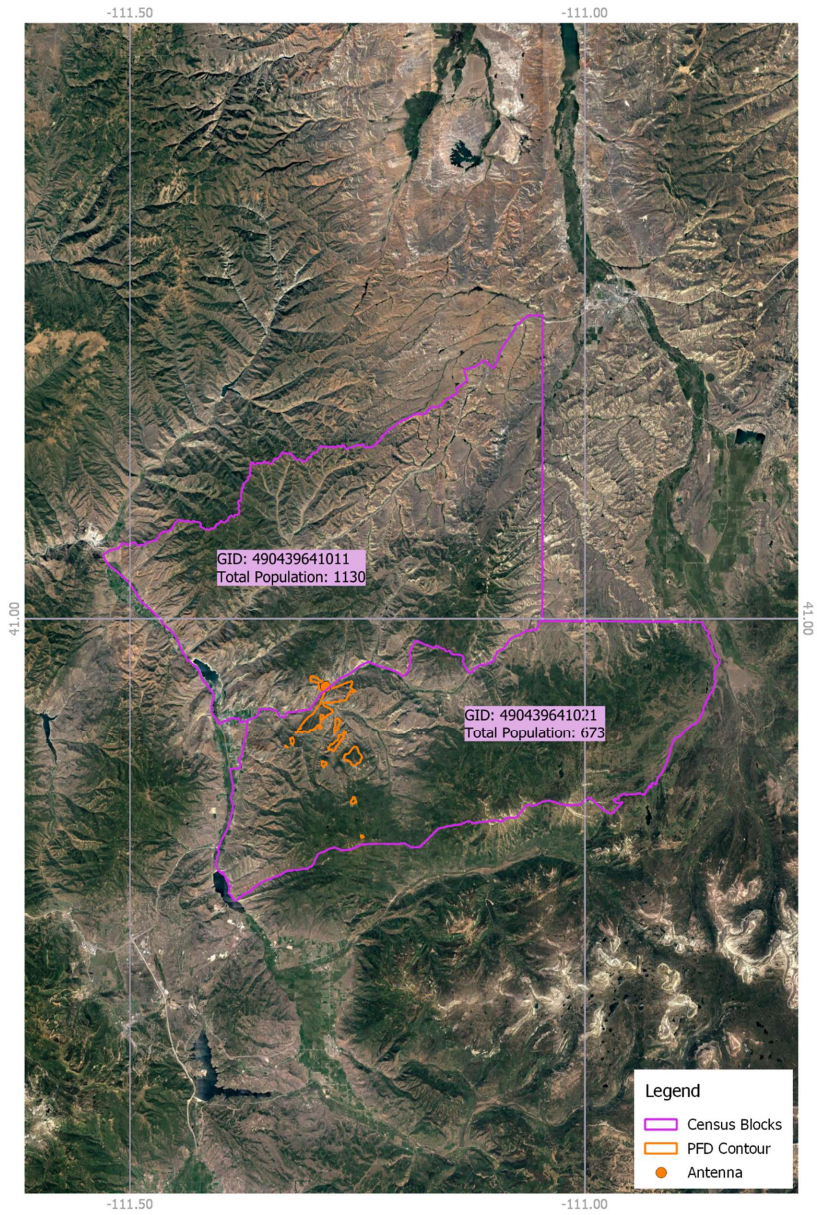 -111.50 -111.00
GID: 490439641011
Total Population: 1130
41.00 41.00
GID: 490439641021
Total Population: 673
Legend
Census Blocks
PFD Contour
Antenna
-111.50 -111.00